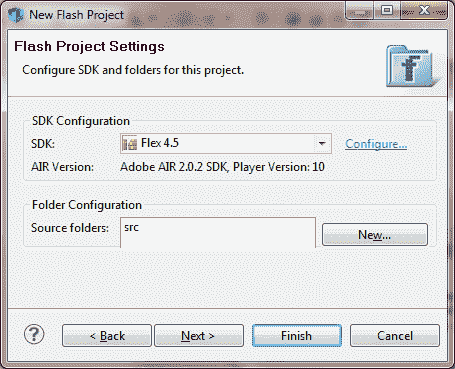 New Flash Project
Flash Project Settings
Configure SDK and folders for this project.
SDK Configuration
SDK: Flex 4.5 Configure...
AIR Version: Adobe AIR 2.0.2 SDK, Player Version: 10
Folder Configuration
Source folders: src New...
? < Back Next > Finish Cancel